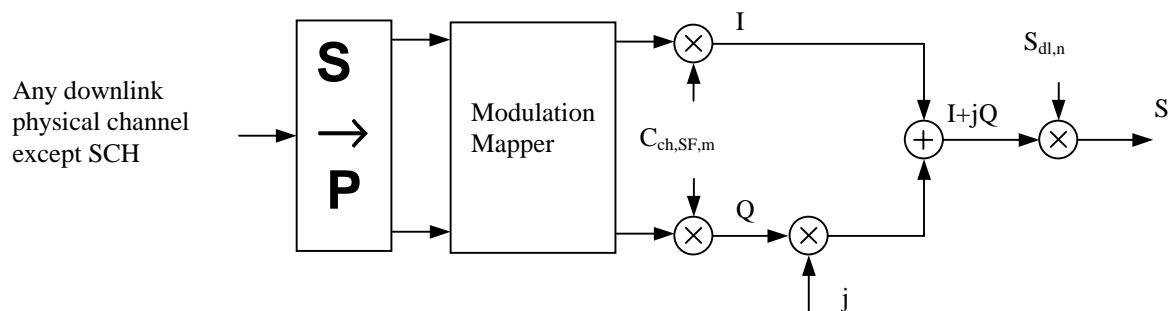 Any downlink
physical channel
except SCH
S
→
P
Modulation
Mapper
I
C_ch,SF,m
Q
j
I+jQ
S_dl,n
S